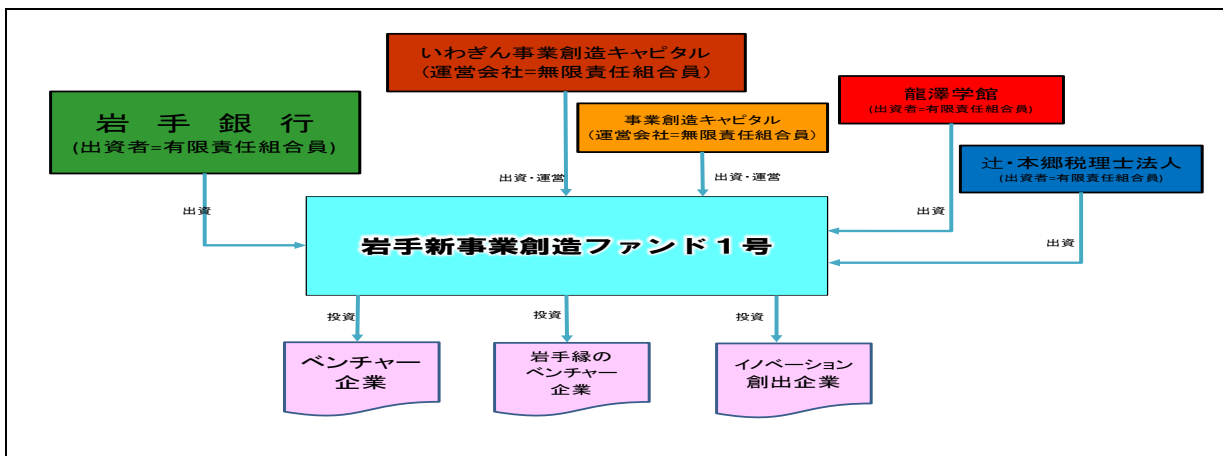 いわぎん事業創造キャピタル
(運営会社=無限責任組合員)
岩手銀行
(出資者=有限責任組合員)
事業創造キャピタル
(運営会社=無限責任組合員)
龍澤学館
(出資者=有限責任組合員)
辻・本郷税理士法人
(出資者=有限責任組合員)
出資・運営
出資・運営
出資
出資
出資
岩手新事業創造ファンド1号
投資
投資
投資
ベンチャー
企業
岩手縁の
ベンチャー
企業
イノベーション
創出企業